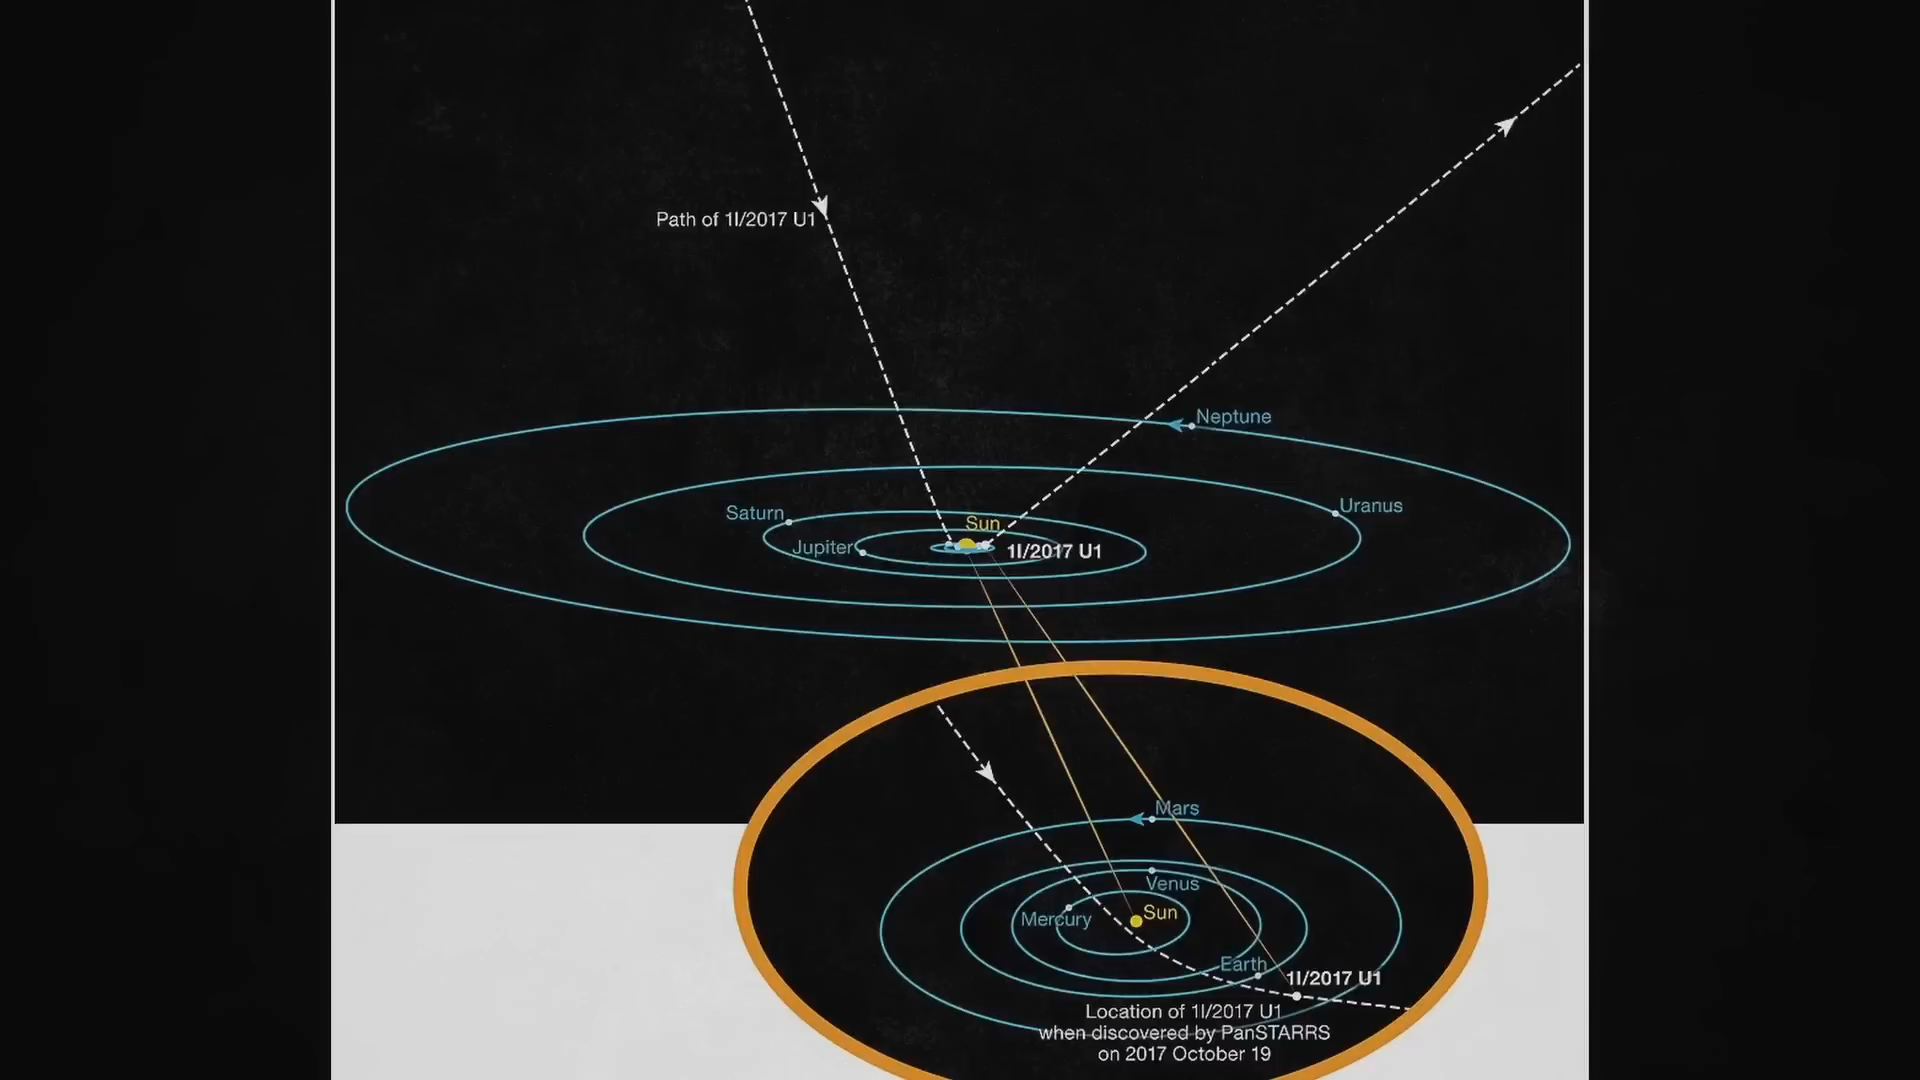 Path of 1I/2017 U1
Neptune
Uranus
Saturn
Sun
Jupiter
1I/2017 U1
Mars
Venus
Mercury
Sun
Earth
1I/2017 U1
Location of 1I/2017 U1
when discovered by PanSTARRS
on 2017 October 19